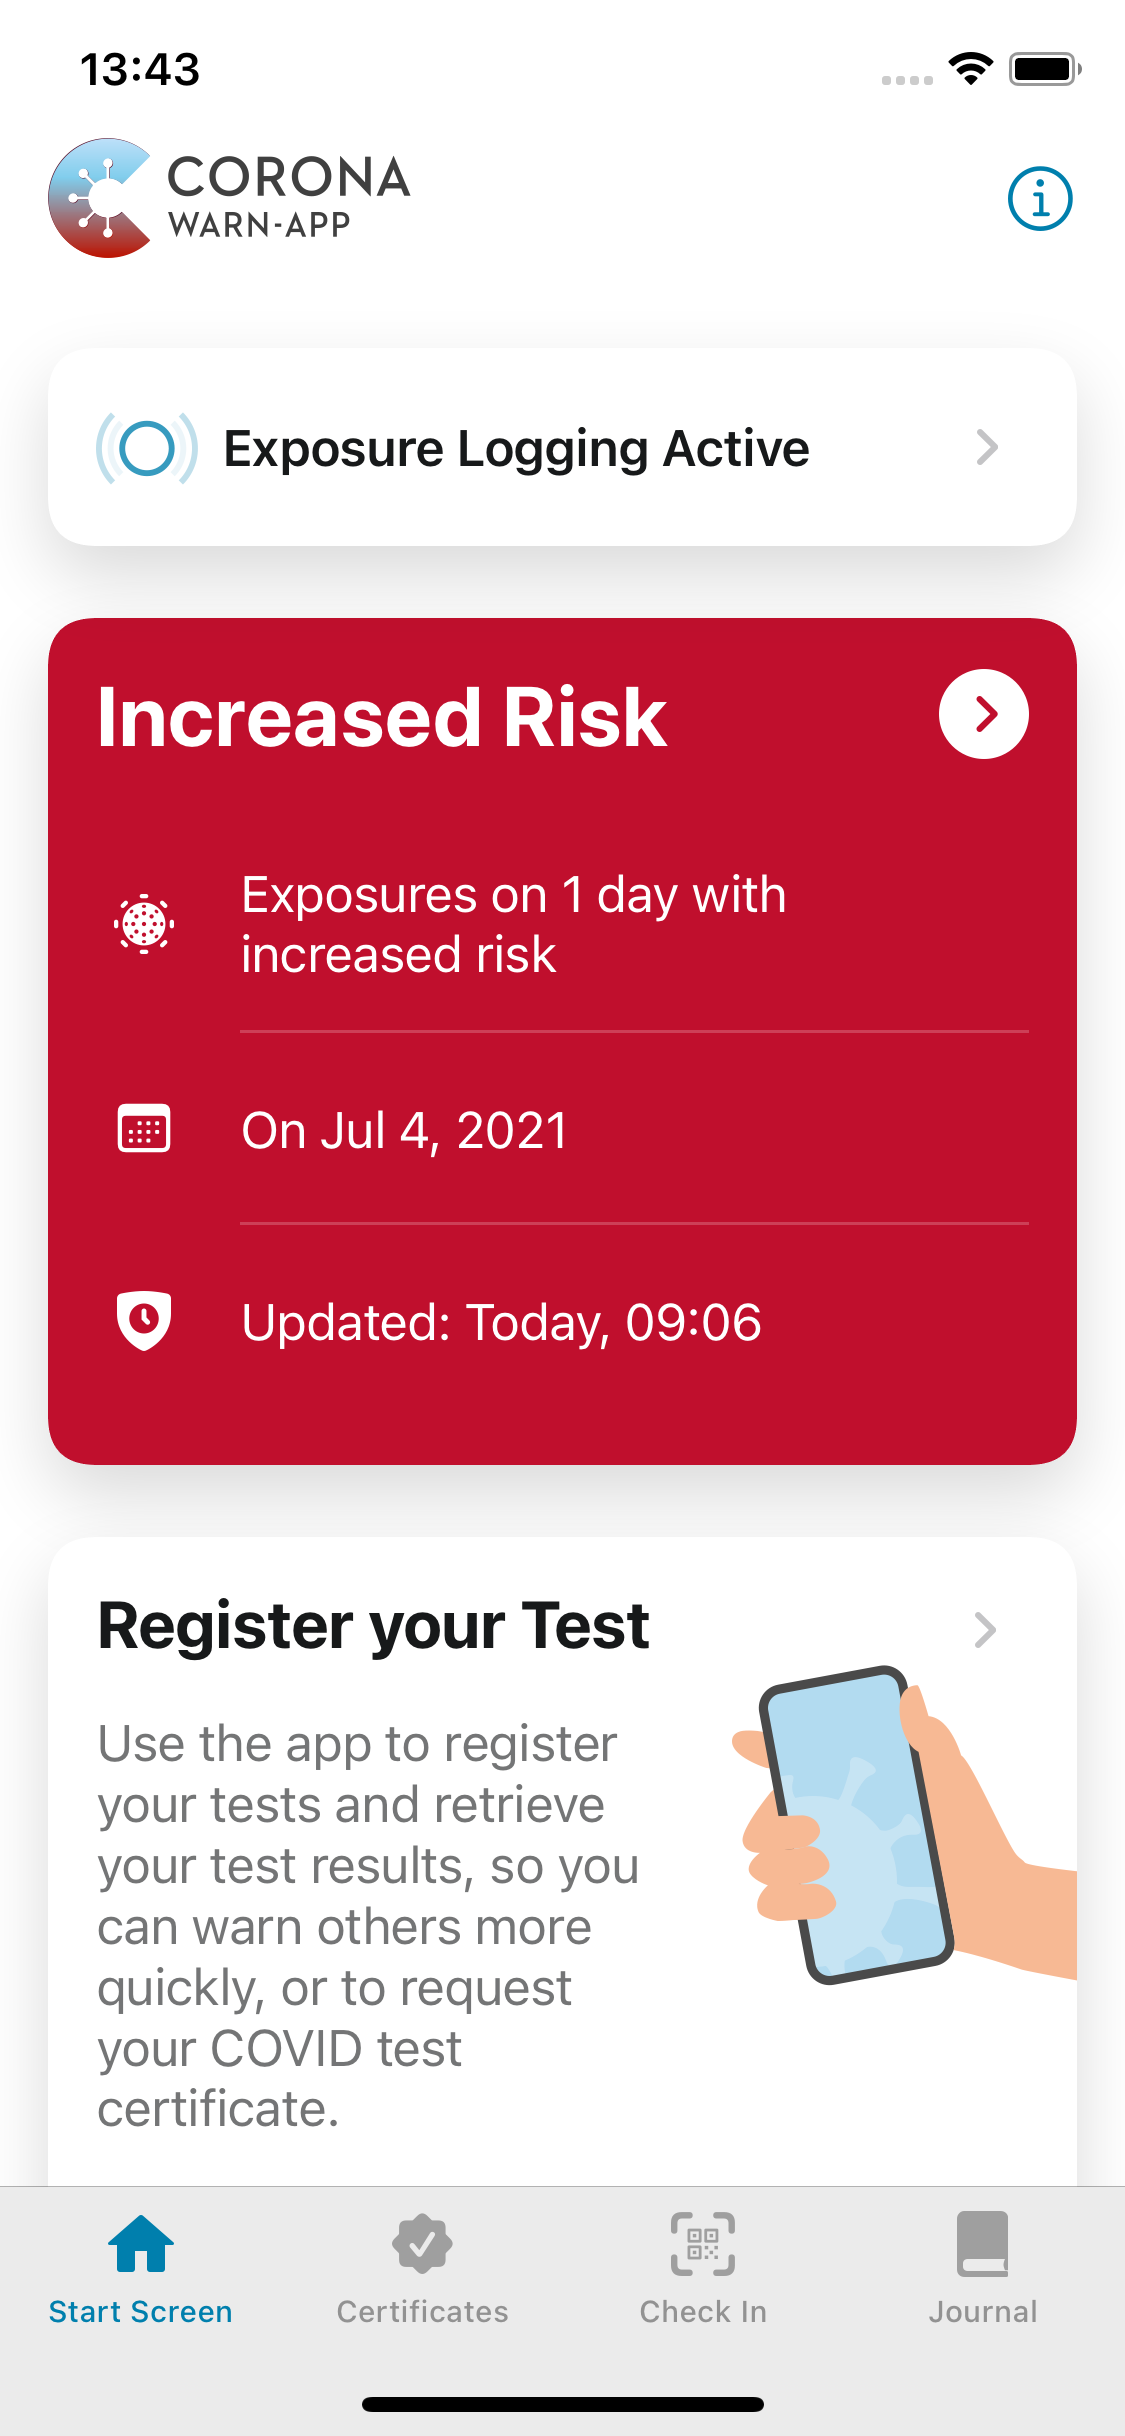 13:43
CORONA
WARN-APP
Exposure Logging Active
Increased Risk
Exposures on 1 day with
increased risk
On Jul 4, 2021
Updated: Today, 09:06
Register your Test
Use the app to register
your tests and retrieve
your test results, so you
can warn others more
quickly, or to request
your COVID test
certificate.
Start Screen
Certificates
Check In
Journal